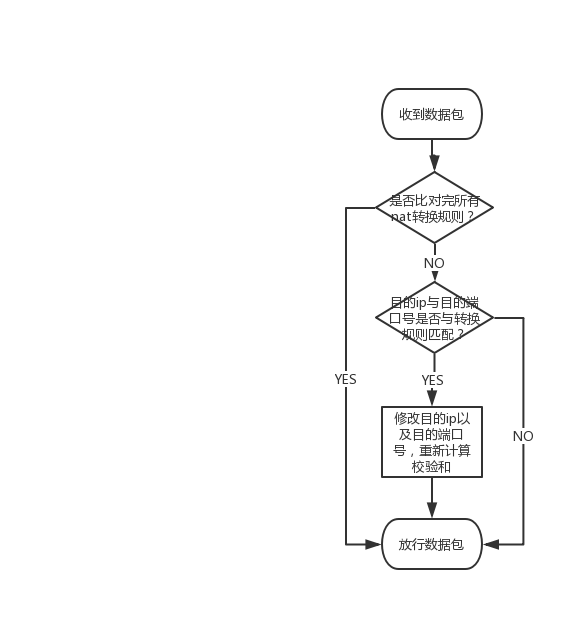 收到数据包
是否比对完所有
nat转换规则？
NO
目的ip与目的端
口号是否与转换
规则匹配？
YES
YES
修改目的ip以
及目的端口
号，重新计算
校验和
NO
放行数据包